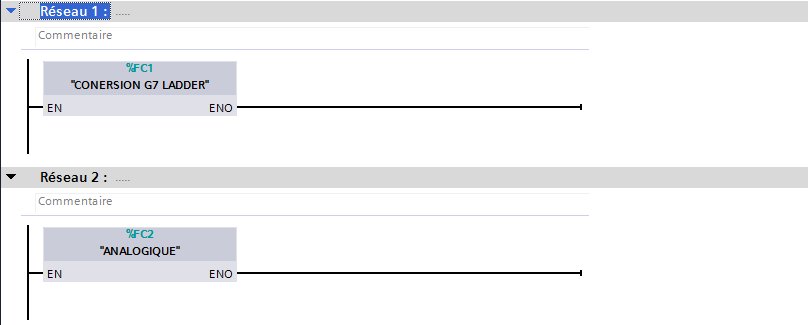 Réseau 1 : .....
Commentaire
%FC1
"CONERSION G7 LADDER"
EN ENO
Réseau 2 : .....
Commentaire
%FC2
"ANALOGIQUE"
EN ENO